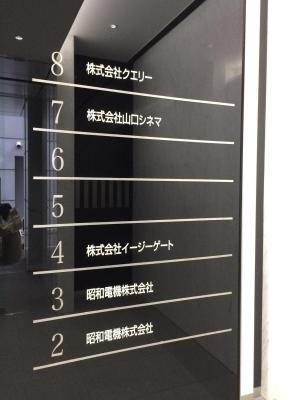 8 株式会社クエリー
7 株式会社山口シネマ
6
5
4 株式会社イージーゲート
3 昭和電機株式会社
2 昭和電機株式会社